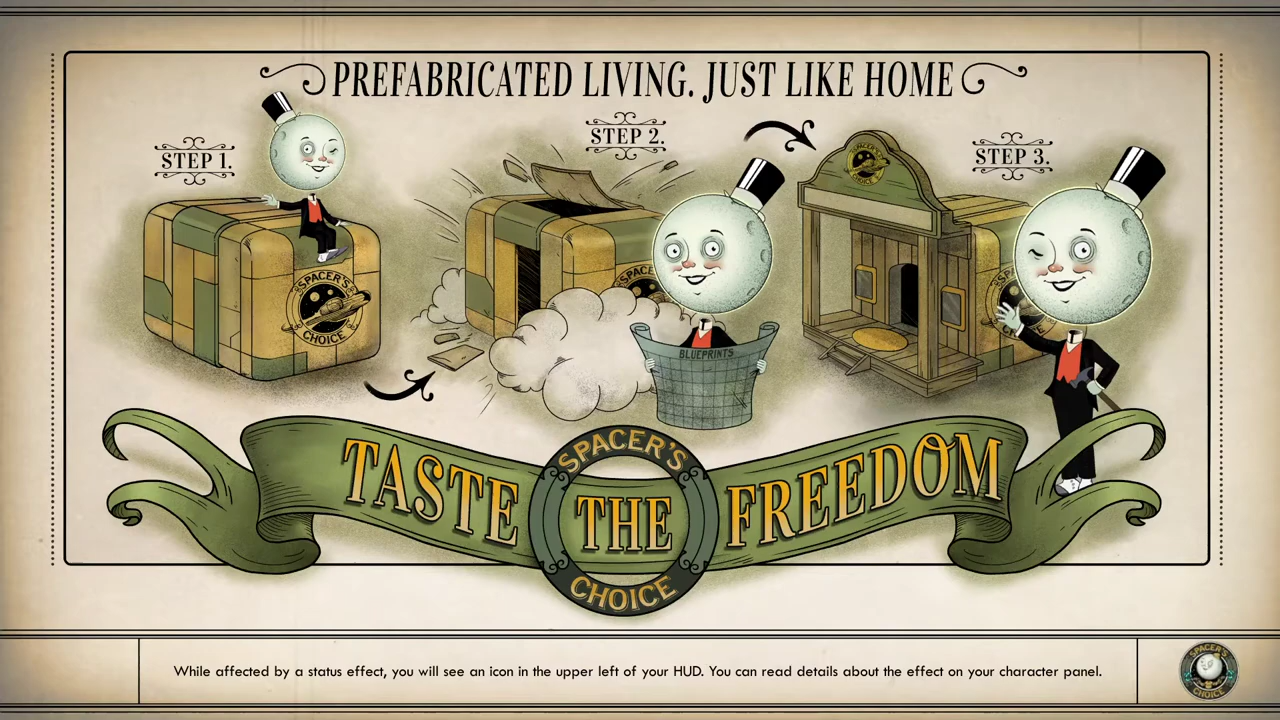 PREFABRICATED LIVING. JUST LIKE HOME
STEP 1.
STEP 2.
STEP 3.
SPACER'S
CHOICE
SPACER'S
BLUEPRINTS
SPACER'S
CHOICE
SPACER'S
TASTE THE FREEDOM
SPACER'S
CHOICE
While affected by a status effect, you will see an icon in the upper left of your HUD. You can read details about the effect on your character panel.
SPACER'S
CHOICE